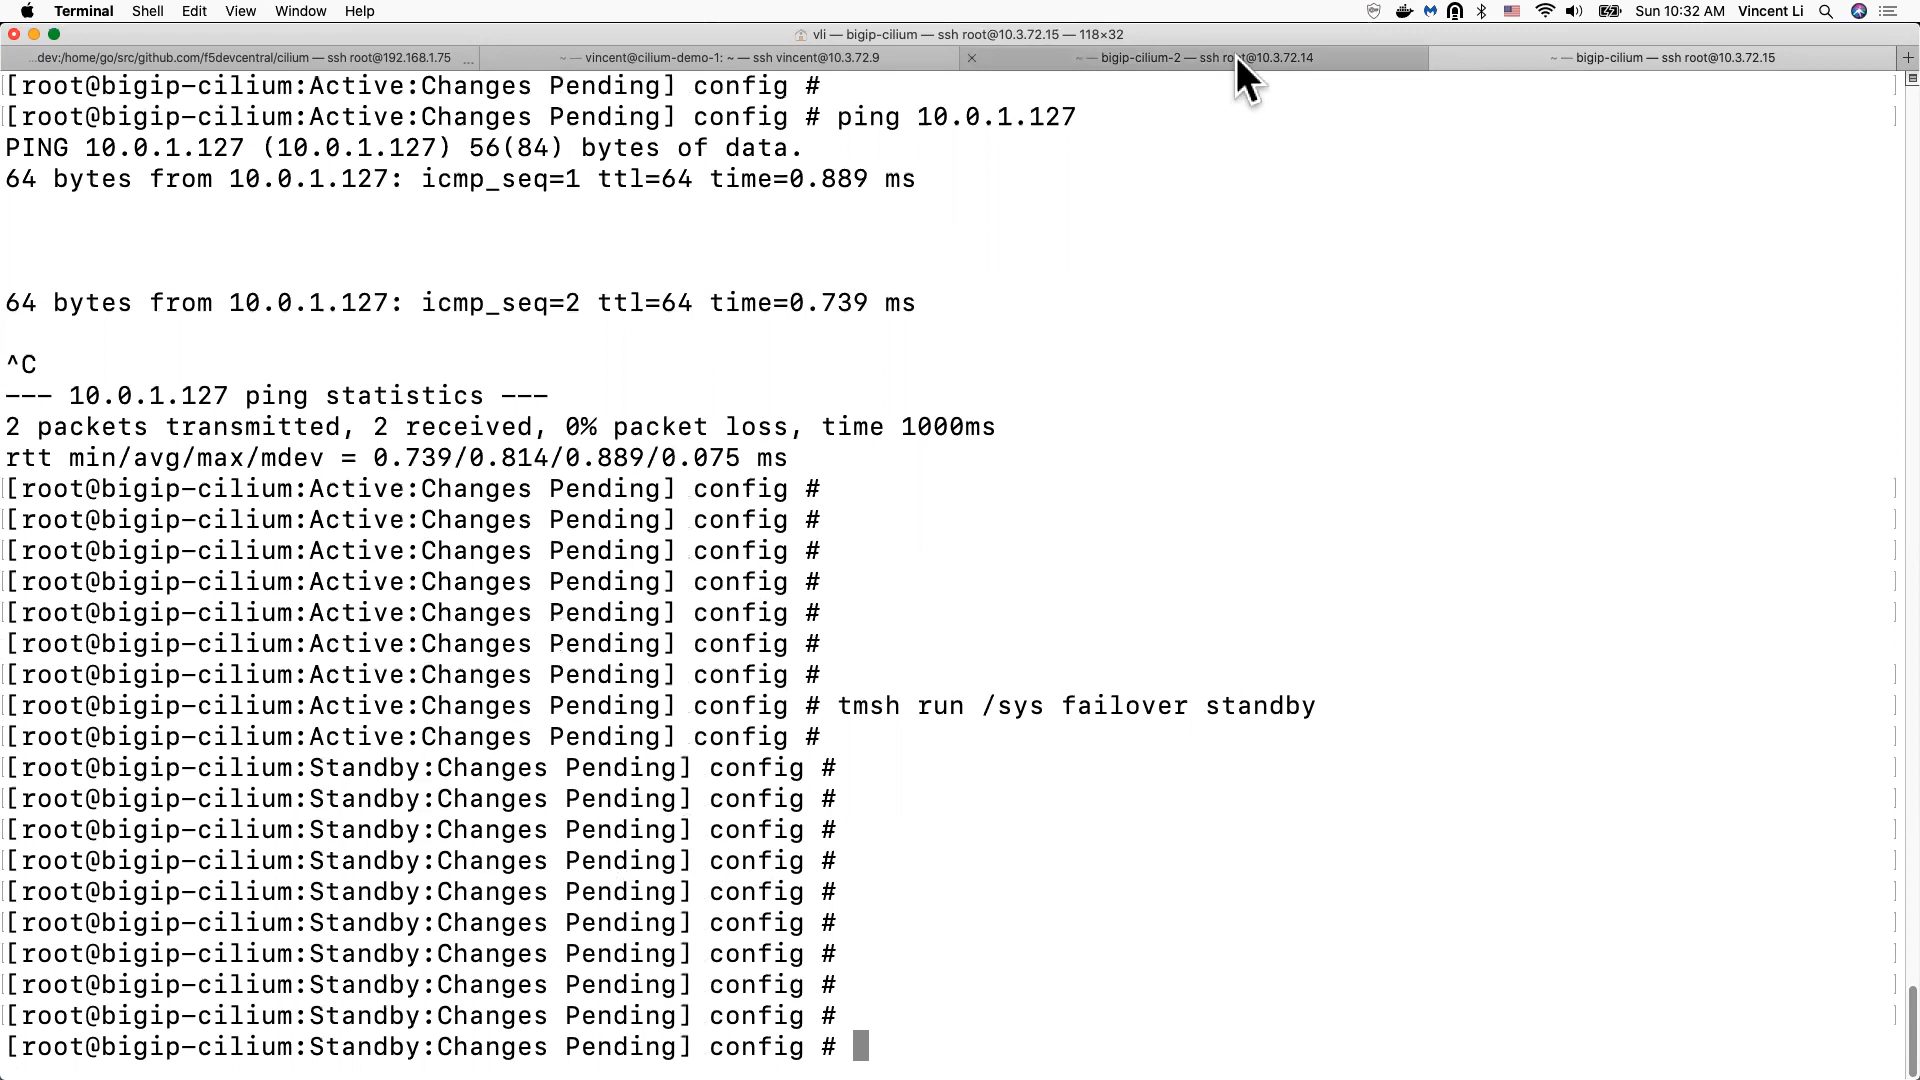 Terminal Shell Edit View Window Help Sun 10:32 AM Vincent Li
vli — bigip-cilium — ssh root@10.3.72.15 — 118×32
...dev:/home/go/src/github.com/f5devcentral/cilium — ssh root@192.168.1.75 ...
~ — vincent@cilium-demo-1: ~ — ssh vincent@10.3.72.9
~ — bigip-cilium-2 — ssh root@10.3.72.14
~ — bigip-cilium — ssh root@10.3.72.15
[root@bigip-cilium:Active:Changes Pending] config #
[root@bigip-cilium:Active:Changes Pending] config # ping 10.0.1.127
PING 10.0.1.127 (10.0.1.127) 56(84) bytes of data.
64 bytes from 10.0.1.127: icmp_seq=1 ttl=64 time=0.889 ms
64 bytes from 10.0.1.127: icmp_seq=2 ttl=64 time=0.739 ms
^C
--- 10.0.1.127 ping statistics ---
2 packets transmitted, 2 received, 0% packet loss, time 1000ms
rtt min/avg/max/mdev = 0.739/0.814/0.889/0.075 ms
[root@bigip-cilium:Active:Changes Pending] config #
[root@bigip-cilium:Active:Changes Pending] config #
[root@bigip-cilium:Active:Changes Pending] config #
[root@bigip-cilium:Active:Changes Pending] config #
[root@bigip-cilium:Active:Changes Pending] config #
[root@bigip-cilium:Active:Changes Pending] config #
[root@bigip-cilium:Active:Changes Pending] config #
[root@bigip-cilium:Active:Changes Pending] config # tmsh run /sys failover standby
[root@bigip-cilium:Active:Changes Pending] config #
[root@bigip-cilium:Standby:Changes Pending] config #
[root@bigip-cilium:Standby:Changes Pending] config #
[root@bigip-cilium:Standby:Changes Pending] config #
[root@bigip-cilium:Standby:Changes Pending] config #
[root@bigip-cilium:Standby:Changes Pending] config #
[root@bigip-cilium:Standby:Changes Pending] config #
[root@bigip-cilium:Standby:Changes Pending] config #
[root@bigip-cilium:Standby:Changes Pending] config #
[root@bigip-cilium:Standby:Changes Pending] config #
[root@bigip-cilium:Standby:Changes Pending] config #